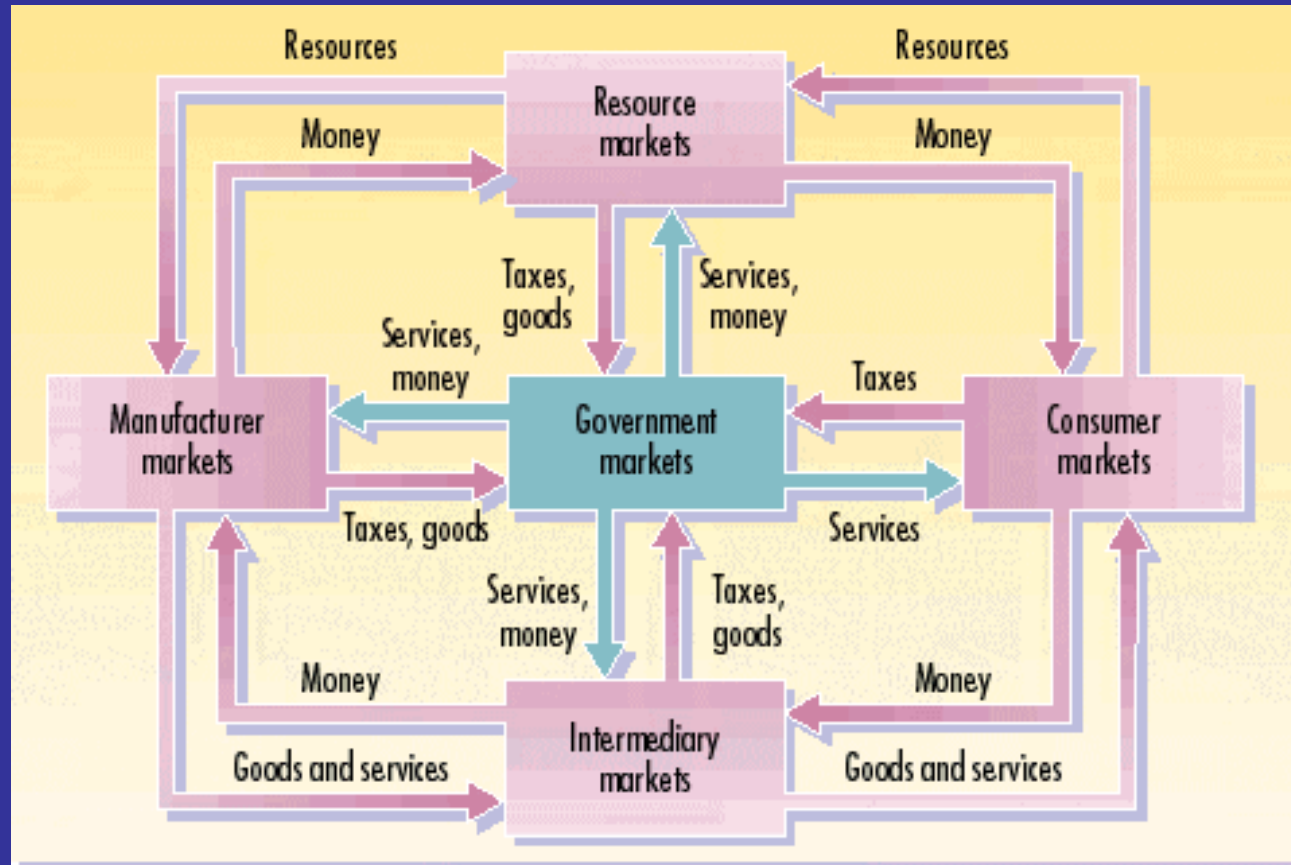 Resources
Resources
Resource
markets
Money
Money
Taxes,
goods
Services,
money
Services,
money
Taxes
Manufacturer
markets
Government
markets
Consumer
markets
Taxes, goods
Services
Services,
money
Taxes,
goods
Money
Money
Intermediary
markets
Goods and services
Goods and services